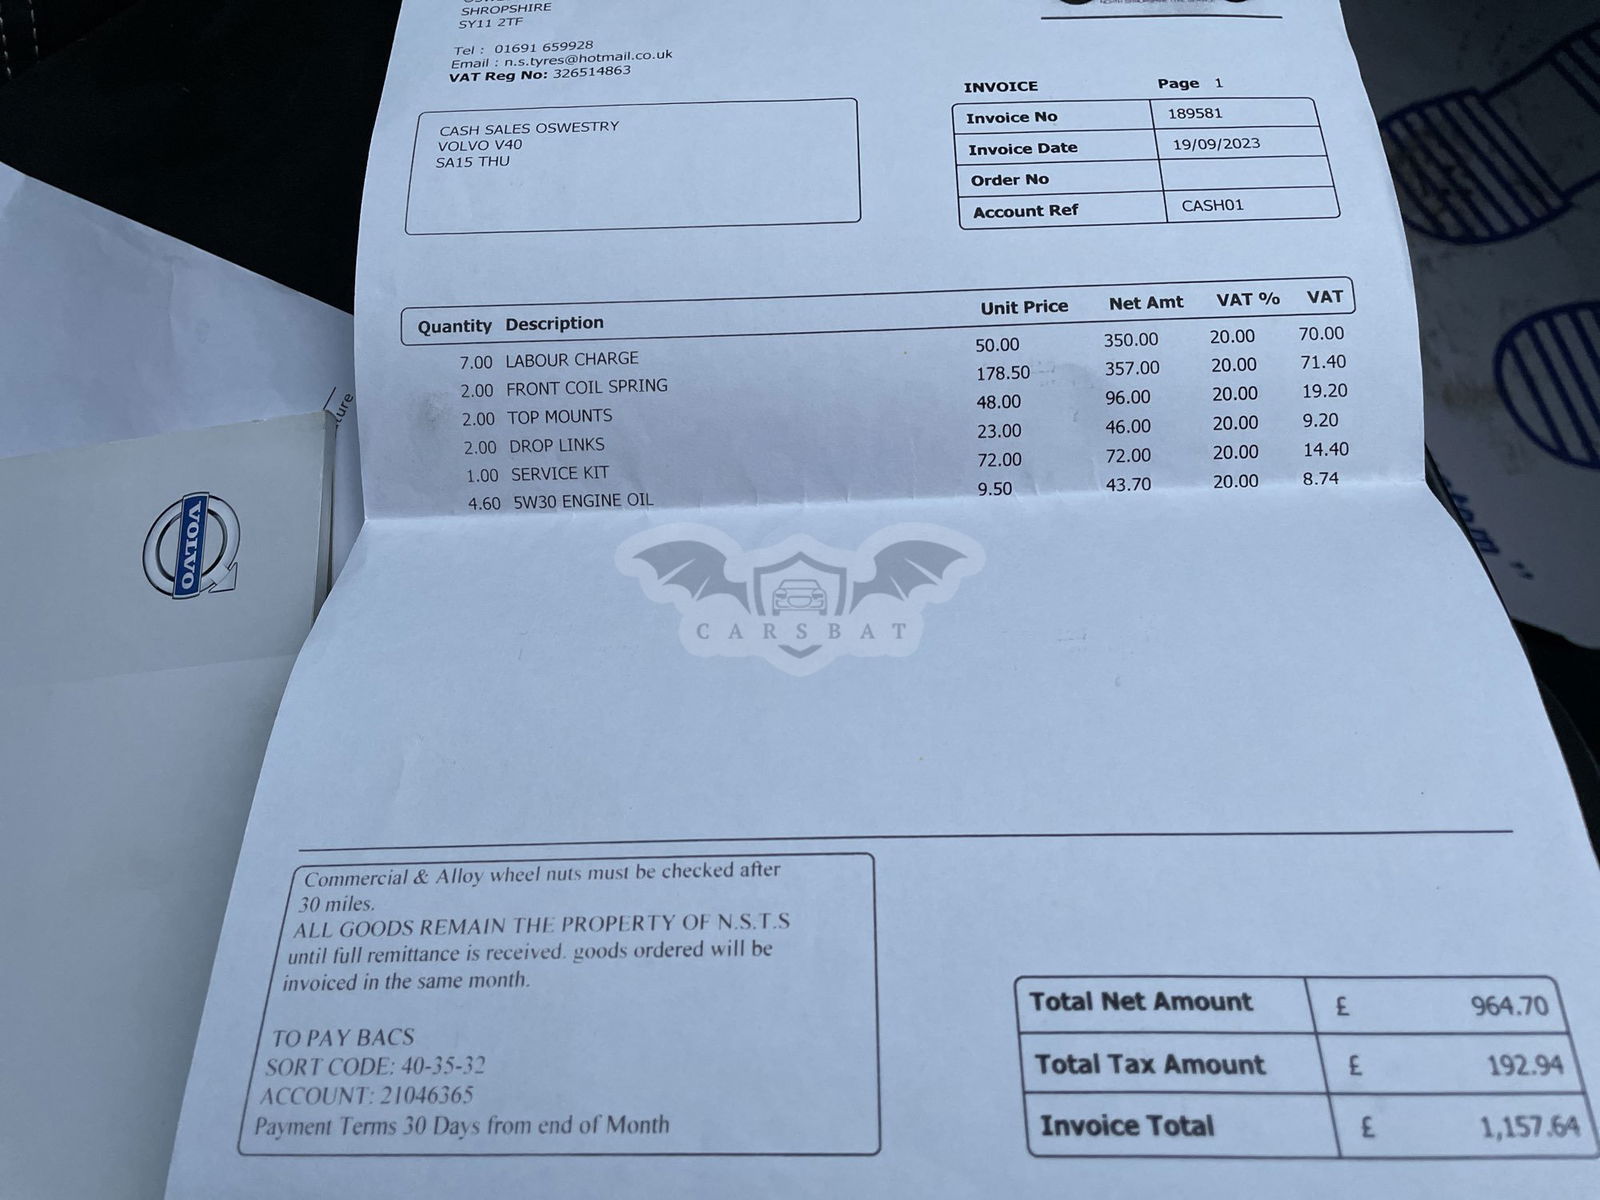 SHROPSHIRE
SY11 2TF
Tel : 01691 659928
Email : n.s.tyres@hotmail.co.uk
VAT Reg No: 326514863
INVOICE Page 1
Invoice No 189581
Invoice Date 19/09/2023
Order No
Account Ref CASH01
CASH SALES OSWESTRY
VOLVO V40
SA15 THU
Quantity Description Unit Price Net Amt VAT % VAT
7.00 LABOUR CHARGE 50.00 350.00 20.00 70.00
2.00 FRONT COIL SPRING 178.50 357.00 20.00 71.40
2.00 TOP MOUNTS 48.00 96.00 20.00 19.20
2.00 DROP LINKS 23.00 46.00 20.00 9.20
1.00 SERVICE KIT 72.00 72.00 20.00 14.40
4.60 5W30 ENGINE OIL 9.50 43.70 20.00 8.74
VOLVO
CARSBAT
Commercial & Alloy wheel nuts must be checked after
30 miles.
ALL GOODS REMAIN THE PROPERTY OF N.S.T.S
until full remittance is received. goods ordered will be
invoiced in the same month.
TO PAY BACS
SORT CODE: 40-35-32
ACCOUNT: 21046365
Payment Terms 30 Days from end of Month
Total Net Amount £ 964.70
Total Tax Amount £ 192.94
Invoice Total £ 1,157.64